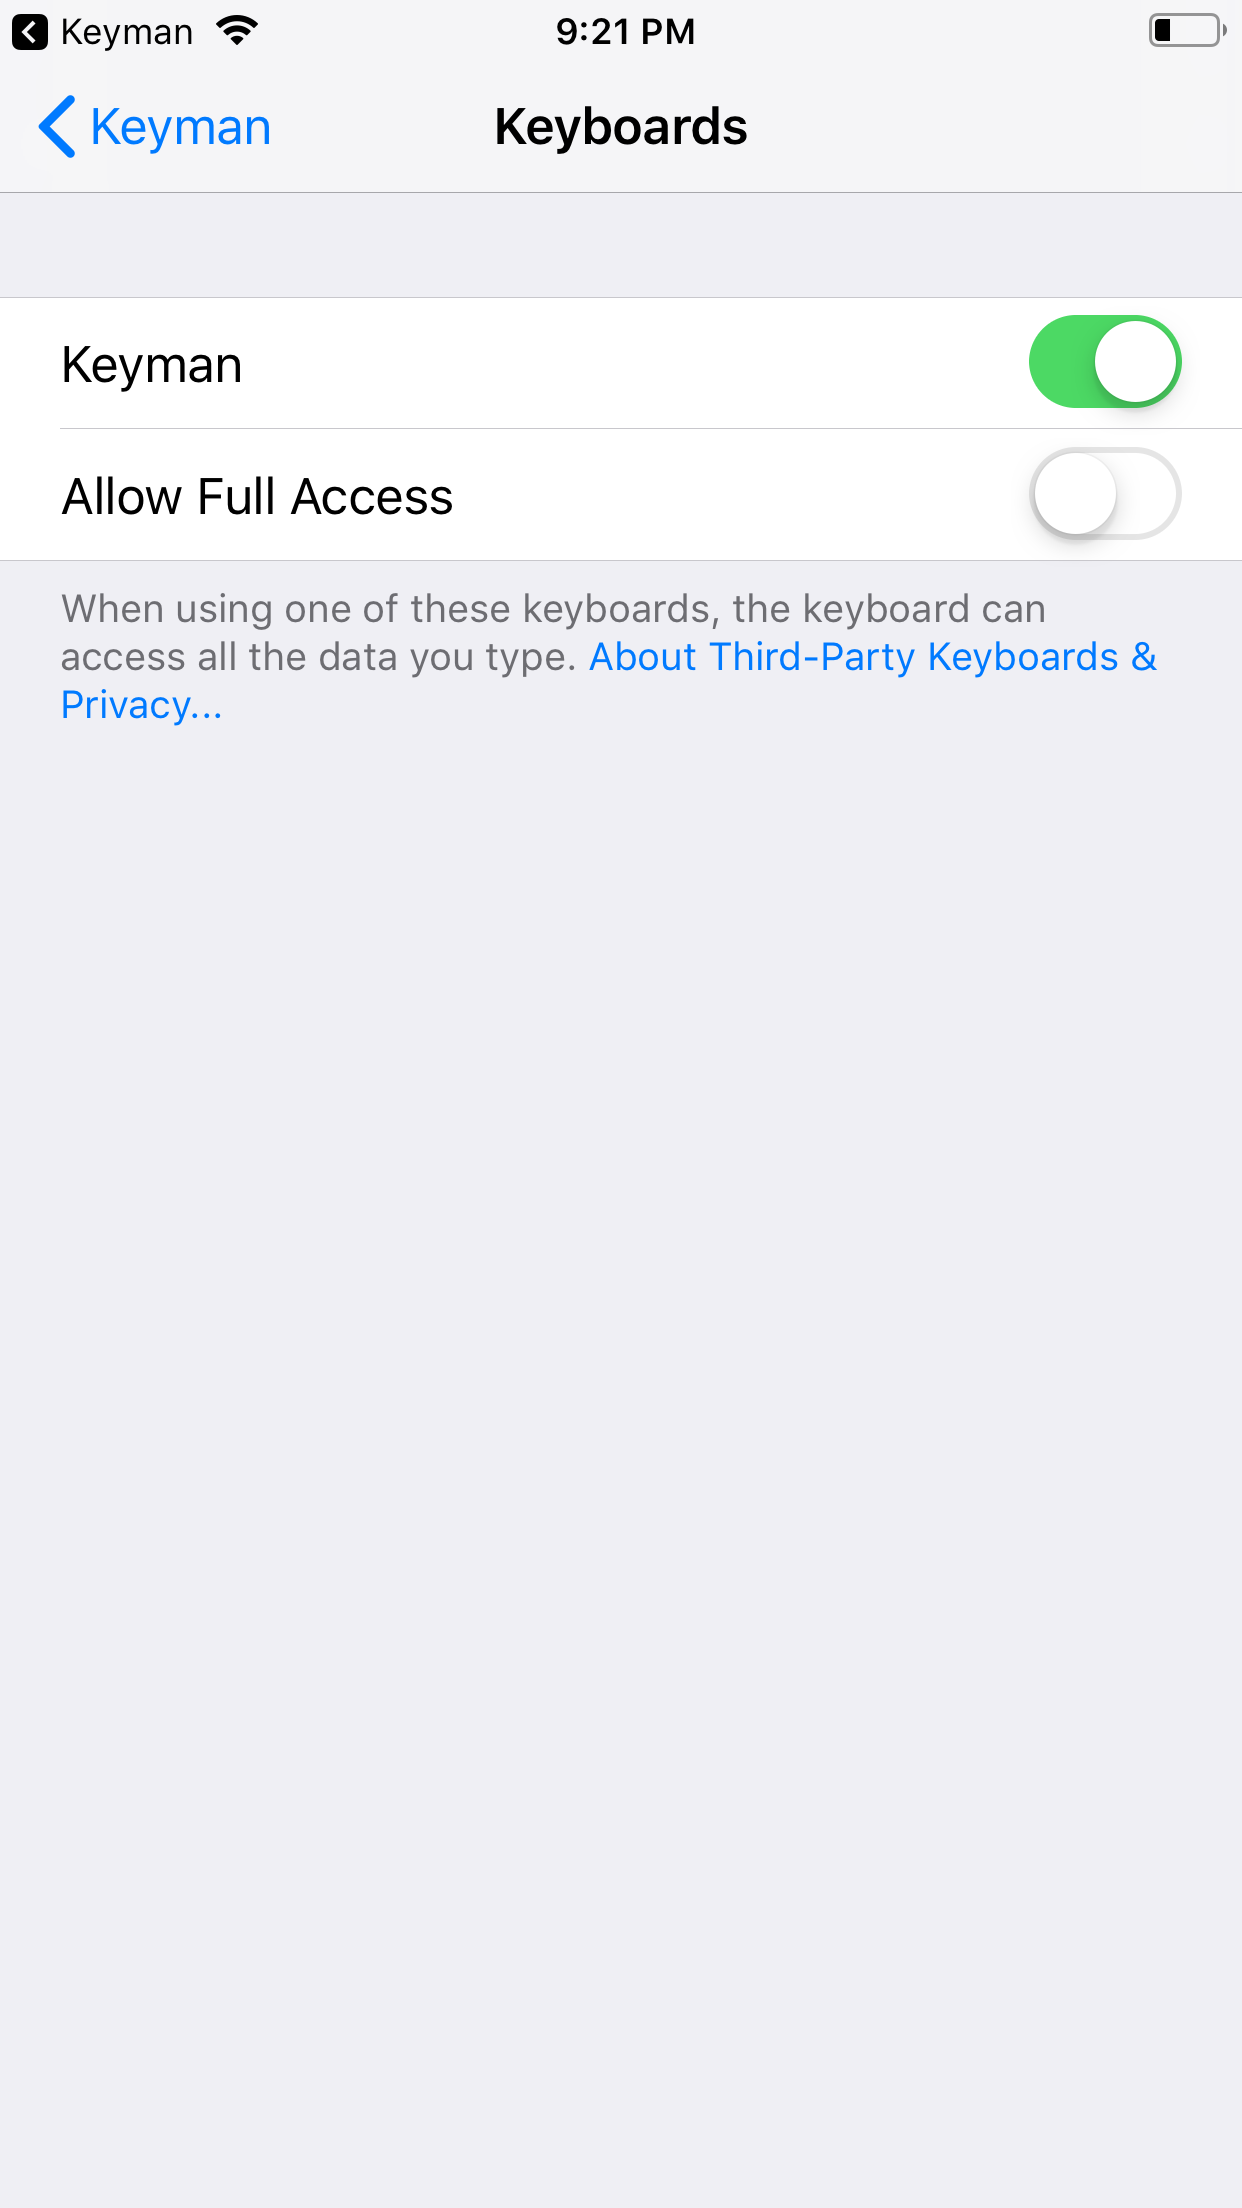 Keyman
9:21 PM
Keyman
Keyboards
Keyman
Allow Full Access
When using one of these keyboards, the keyboard can
access all the data you type. About Third-Party Keyboards &
Privacy...